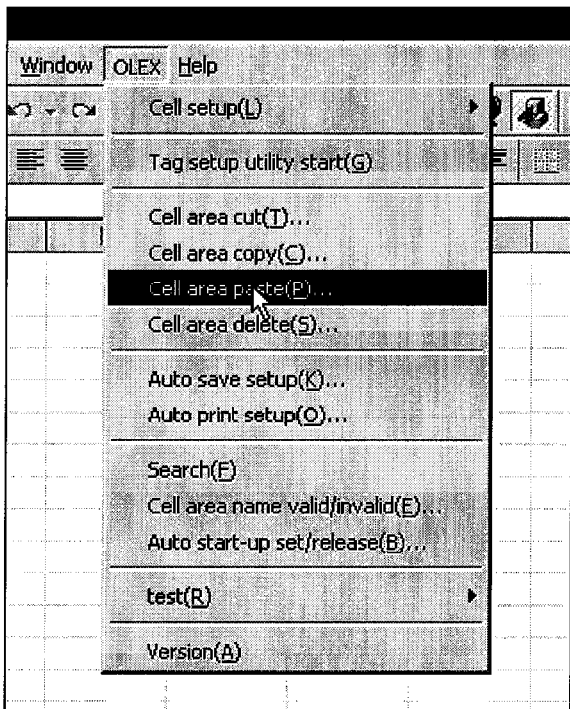 Window OLEX Help
Cell setup(L)
Tag setup utility start(G)
Cell area cut(T)...
Cell area copy(C)...
Cell area paste(P)...
Cell area delete(S)...
Auto save setup(K)...
Auto print setup(O)...
Search(F)
Cell area name valid/invalid(E)...
Auto start-up set/release(B)...
test(R)
Version(A)